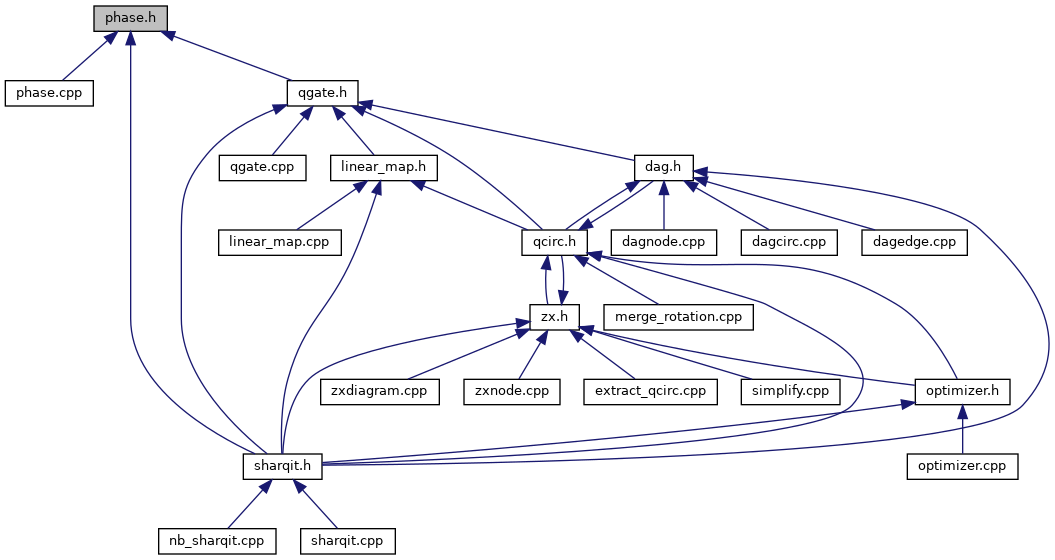 phase.h
phase.cpp
qgate.h
qgate.cpp
linear_map.h
dag.h
linear_map.cpp
qcirc.h
dagnode.cpp
dagcirc.cpp
dagedge.cpp
zx.h
merge_rotation.cpp
zxdiagram.cpp
zxnode.cpp
extract_qcirc.cpp
simplify.cpp
optimizer.h
sharqit.h
optimizer.cpp
nb_sharqit.cpp
sharqit.cpp